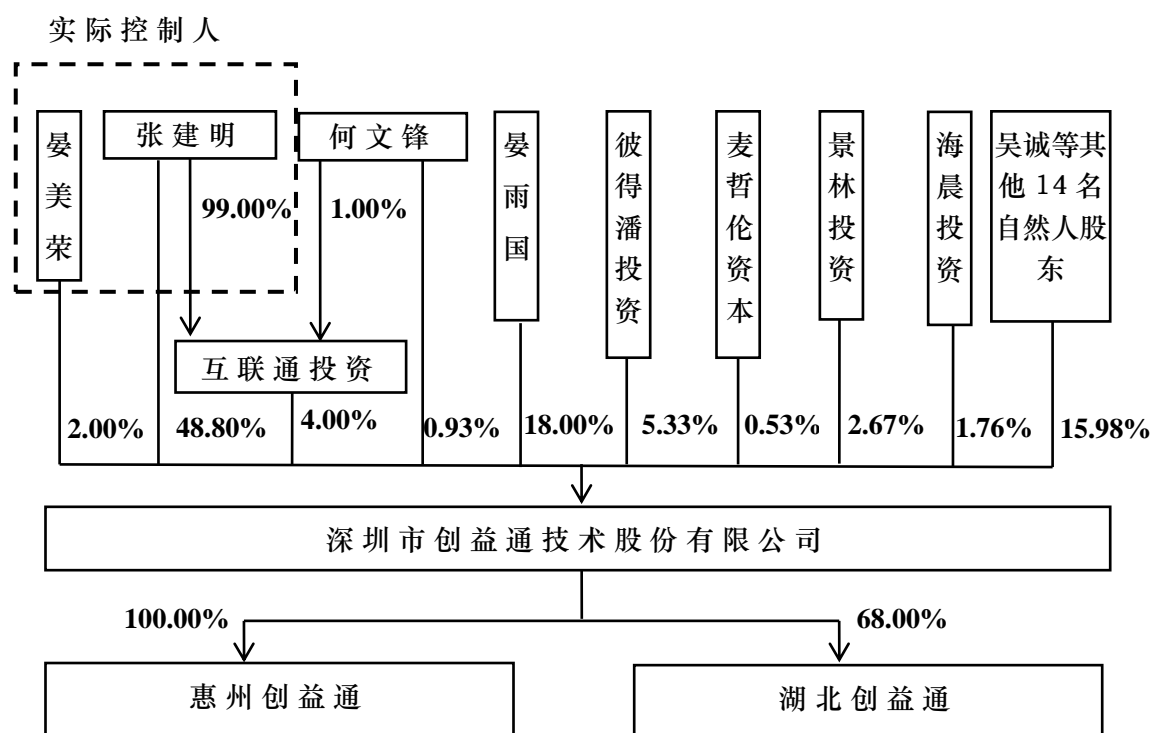 实际控制人
晏美荣
张建明
何文锋
晏雨国
彼得潘投资
麦哲伦资本
景林投资
海晨投资
吴诚等其
他 14 名
自然人股
东
99.00%
1.00%
互联通投资
2.00%
48.80%
4.00%
0.93%
18.00%
5.33%
0.53%
2.67%
1.76%
15.98%
深圳市创益通技术股份有限公司
100.00%
68.00%
惠州创益通
湖北创益通